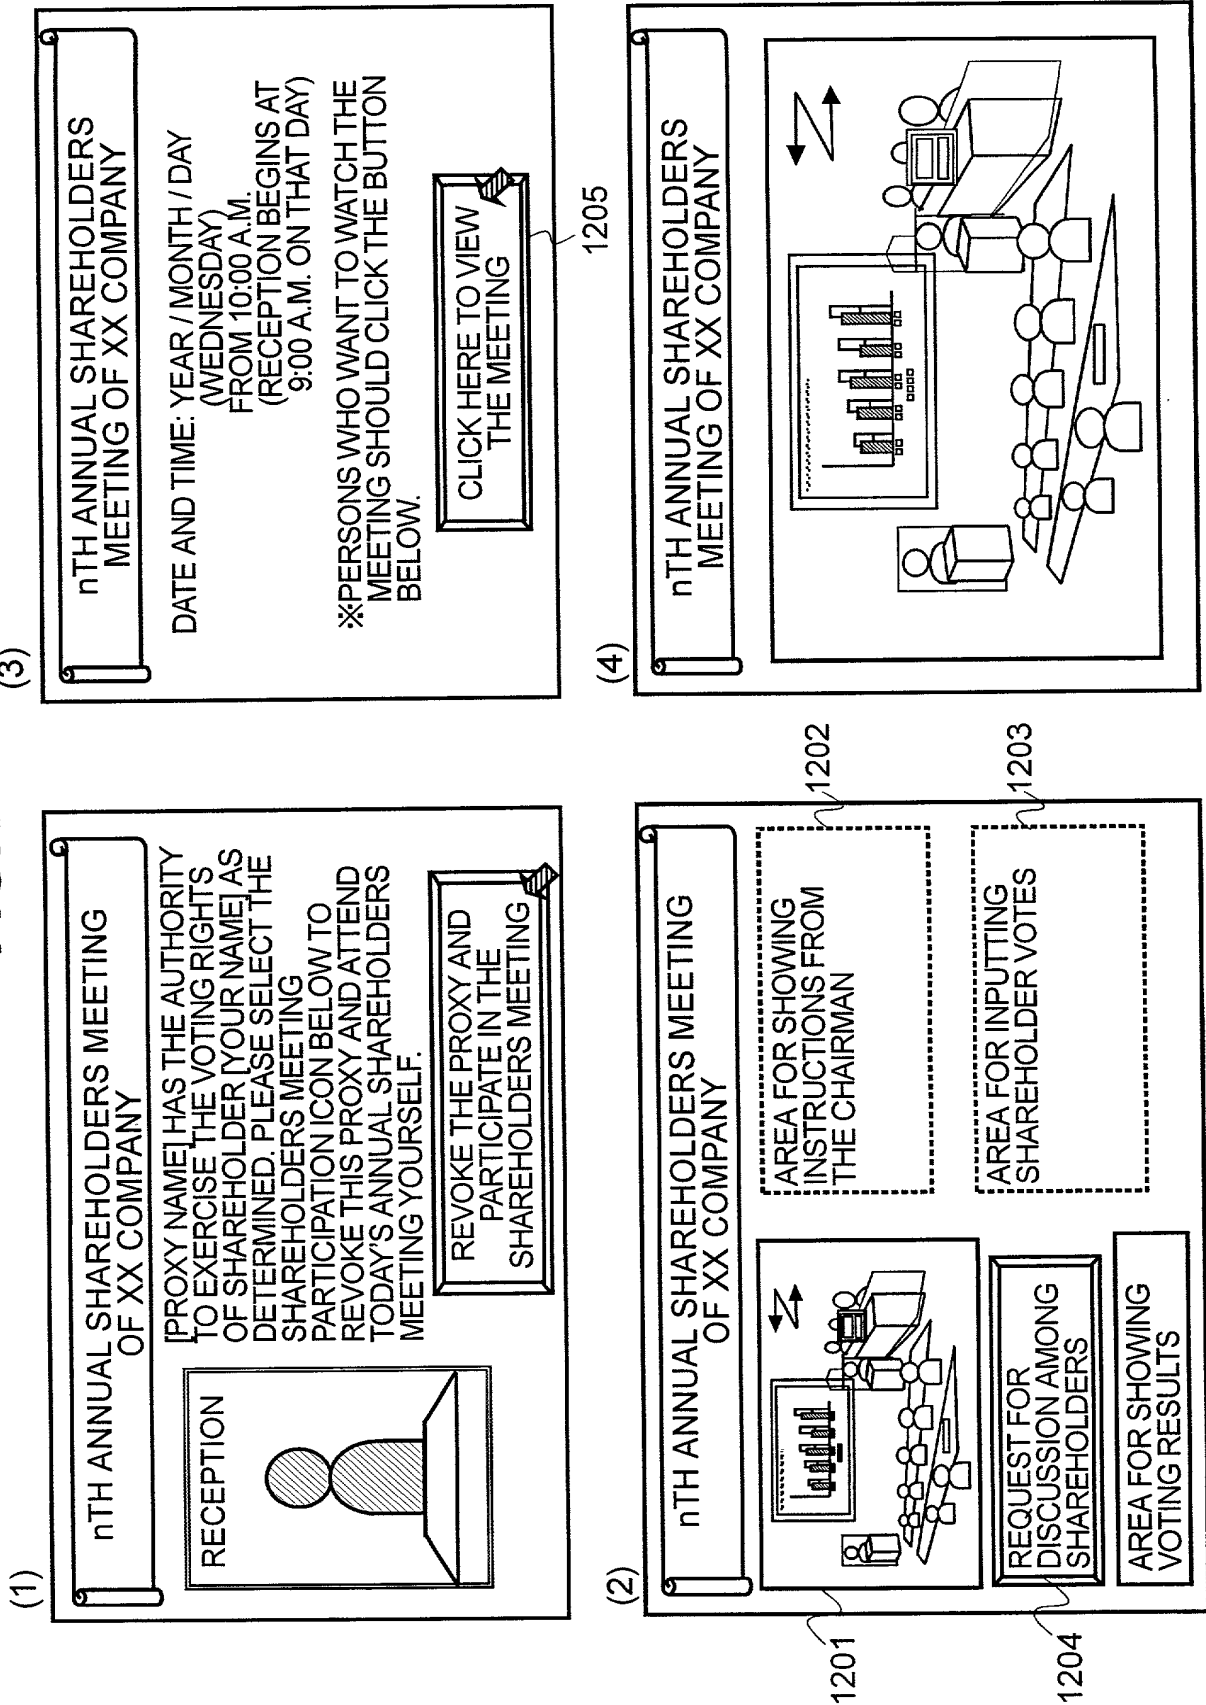 (1)
nTH ANNUAL SHAREHOLDERS MEETING
OF XX COMPANY
RECEPTION
[PROXY NAME] HAS THE AUTHORITY
TO EXERCISE THE VOTING RIGHTS
OF SHAREHOLDER [YOUR NAME] AS
DETERMINED. PLEASE SELECT THE
SHAREHOLDERS MEETING
PARTICIPATION ICON BELOW TO
REVOKE THIS PROXY AND ATTEND
TODAY'S ANNUAL SHAREHOLDERS
MEETING YOURSELF.
REVOKE THE PROXY AND
PARTICIPATE IN THE
SHAREHOLDERS MEETING
(2)
nTH ANNUAL SHAREHOLDERS MEETING
OF XX COMPANY
1201
AREA FOR SHOWING
INSTRUCTIONS FROM
THE CHAIRMAN
1202
REQUEST FOR
DISCUSSION AMONG
SHAREHOLDERS
1204
AREA FOR INPUTTING
SHAREHOLDER VOTES
1203
AREA FOR SHOWING
VOTING RESULTS
(3)
nTH ANNUAL SHAREHOLDERS
MEETING OF XX COMPANY
DATE AND TIME: YEAR / MONTH / DAY
(WEDNESDAY)
FROM 10:00 A.M.
(RECEPTION BEGINS AT
9:00 A.M. ON THAT DAY)
※PERSONS WHO WANT TO WATCH THE
MEETING SHOULD CLICK THE BUTTON
BELOW.
CLICK HERE TO VIEW
THE MEETING
1205
(4)
nTH ANNUAL SHAREHOLDERS
MEETING OF XX COMPANY